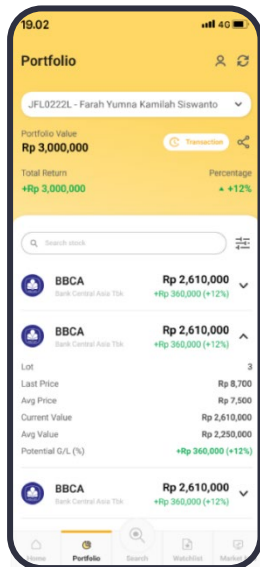 19.02 4G
Portfolio
JFL0222L - Farah Yumna Kamilah Siswanto
Portfolio Value
Rp 3,000,000
Transaction
Total Return Percentage
+Rp 3,000,000 +12%
Search stock
BBCA Rp 2,610,000
Bank Central Asia Tbk +Rp 360,000 (+12%)
BBCA Rp 2,610,000
Bank Central Asia Tbk +Rp 360,000 (+12%)
Lot 3
Last Price Rp 8,700
Avg Price Rp 7,500
Current Value Rp 2,610,000
Avg Value Rp 2,250,000
Potential G/L (%) +Rp 360,000 (+12%)
BBCA Rp 2,610,000
Bank Central Asia Tbk +Rp 360,000 (+12%)
Home Portfolio Search Watchlist Market